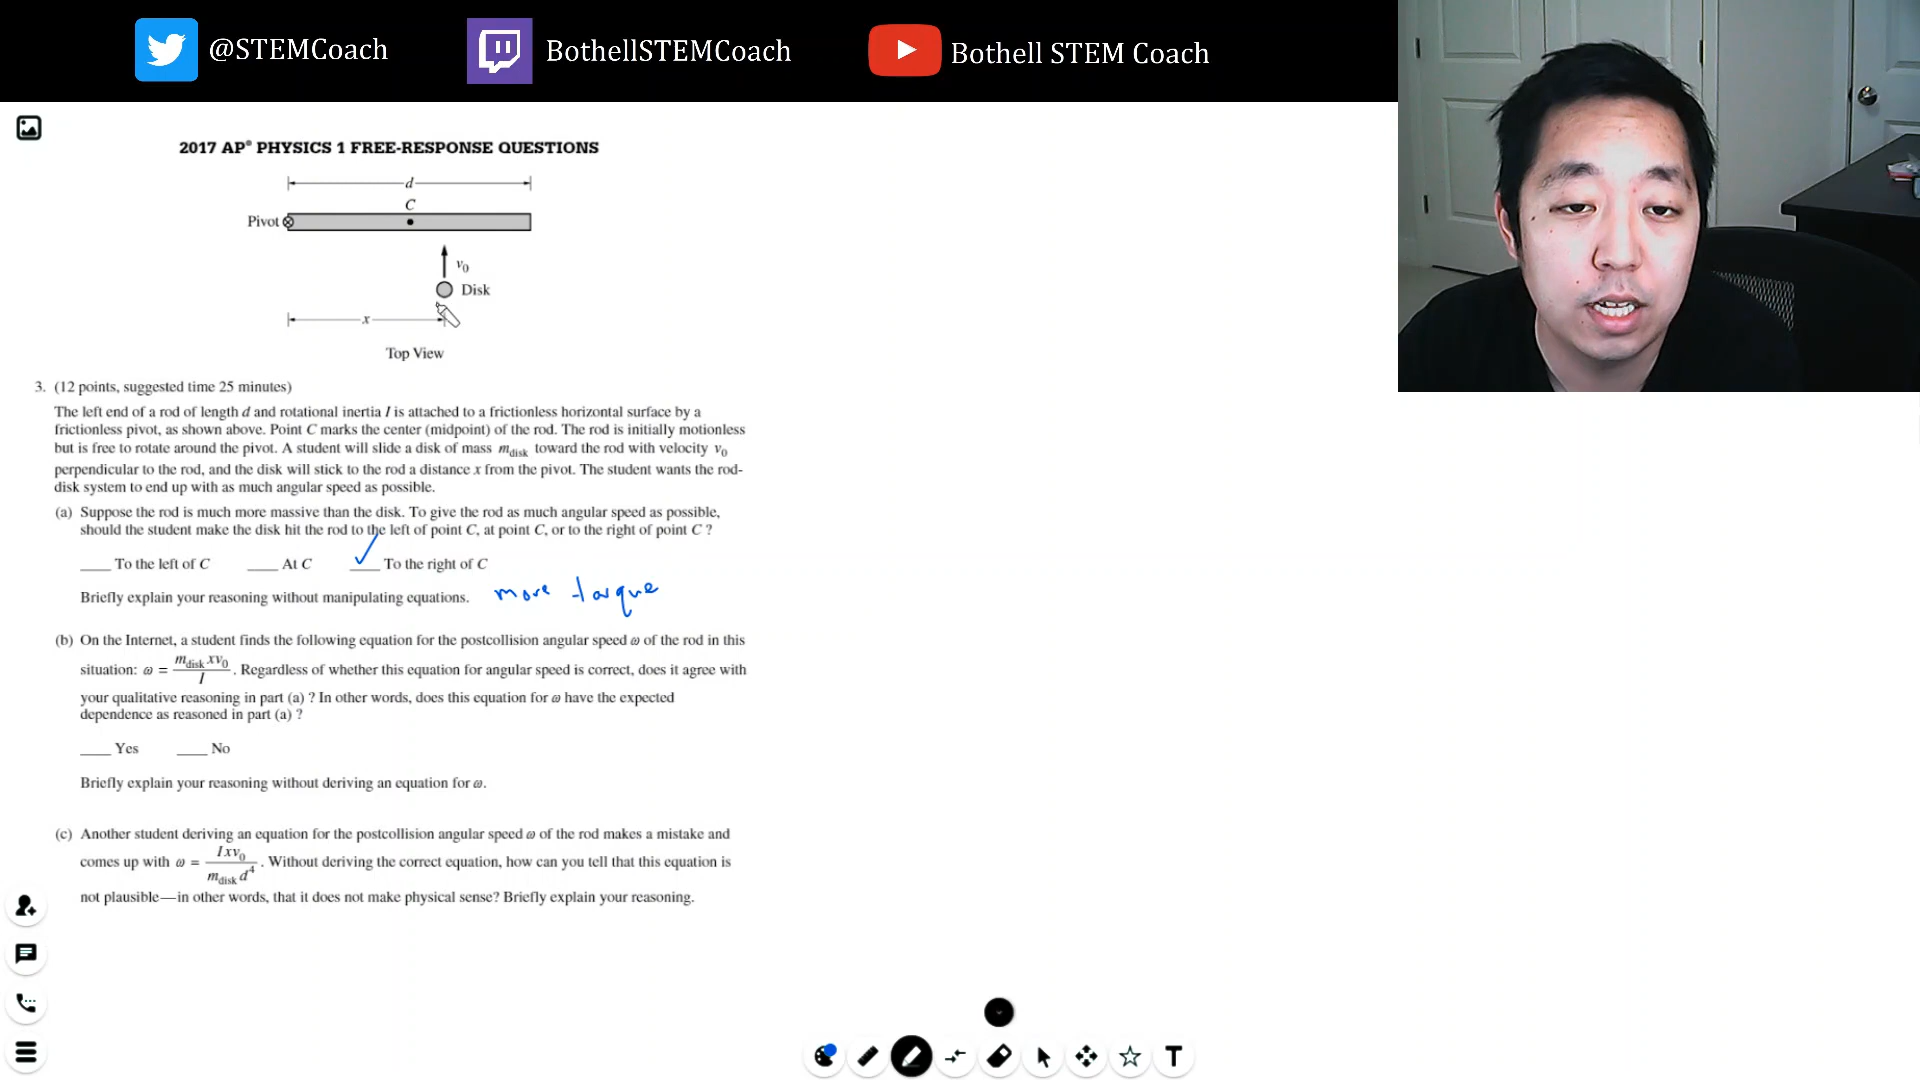 @STEMCoach
BothellSTEMCoach
Bothell STEM Coach
2017 AP® PHYSICS 1 FREE-RESPONSE QUESTIONS
d
C
Pivot
v₀
Disk
x
Top View
3. (12 points, suggested time 25 minutes)
The left end of a rod of length d and rotational inertia I is attached to a frictionless horizontal surface by a
frictionless pivot, as shown above. Point C marks the center (midpoint) of the rod. The rod is initially motionless
but is free to rotate around the pivot. A student will slide a disk of mass m_disk toward the rod with velocity v₀
perpendicular to the rod, and the disk will stick to the rod a distance x from the pivot. The student wants the rod-
disk system to end up with as much angular speed as possible.
(a) Suppose the rod is much more massive than the disk. To give the rod as much angular speed as possible,
should the student make the disk hit the rod to the left of point C, at point C, or to the right of point C ?
____ To the left of C ____ At C ✓ ____ To the right of C
Briefly explain your reasoning without manipulating equations. more torque
(b) On the Internet, a student finds the following equation for the postcollision angular speed ω of the rod in this
situation: ω = m_disk xv₀ / I . Regardless of whether this equation for angular speed is correct, does it agree with
your qualitative reasoning in part (a) ? In other words, does this equation for ω have the expected
dependence as reasoned in part (a) ?
____ Yes ____ No
Briefly explain your reasoning without deriving an equation for ω.
(c) Another student deriving an equation for the postcollision angular speed ω of the rod makes a mistake and
comes up with ω = Ixv₀ / m_disk d⁴ . Without deriving the correct equation, how can you tell that this equation is
not plausible—in other words, that it does not make physical sense? Briefly explain your reasoning.
T